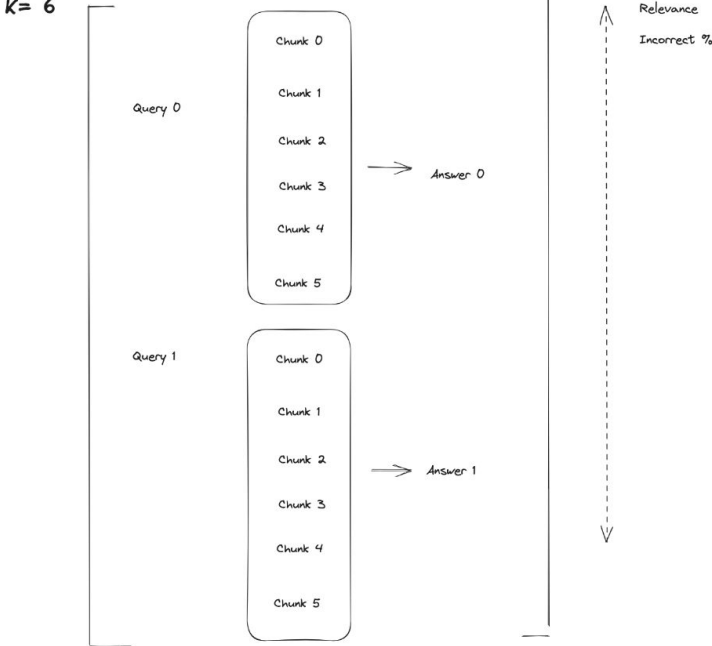 K= 6
Relevance
Incorrect %
Query 0
Chunk 0
Chunk 1
Chunk 2
Chunk 3
Chunk 4
Chunk 5
Answer 0
Query 1
Chunk 0
Chunk 1
Chunk 2
Chunk 3
Chunk 4
Chunk 5
Answer 1